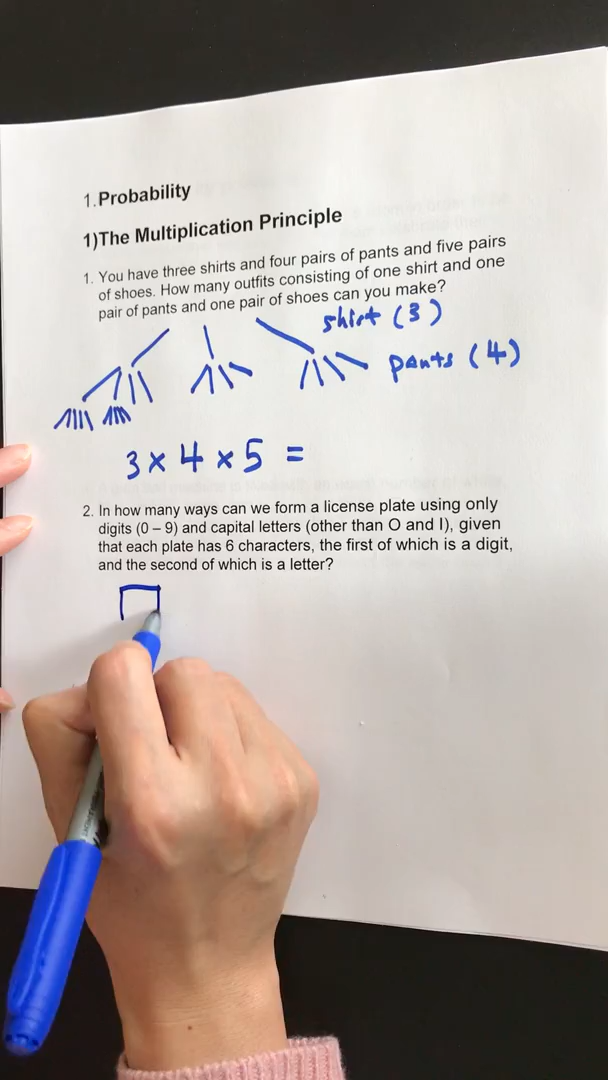 1. Probability
1)The Multiplication Principle
1. You have three shirts and four pairs of pants and five pairs
of shoes. How many outfits consisting of one shirt and one
pair of pants and one pair of shoes can you make?
shirt (3)
pants (4)
3 × 4 × 5 =
2. In how many ways can we form a license plate using only
digits (0 – 9) and capital letters (other than O and I), given
that each plate has 6 characters, the first of which is a digit,
and the second of which is a letter?